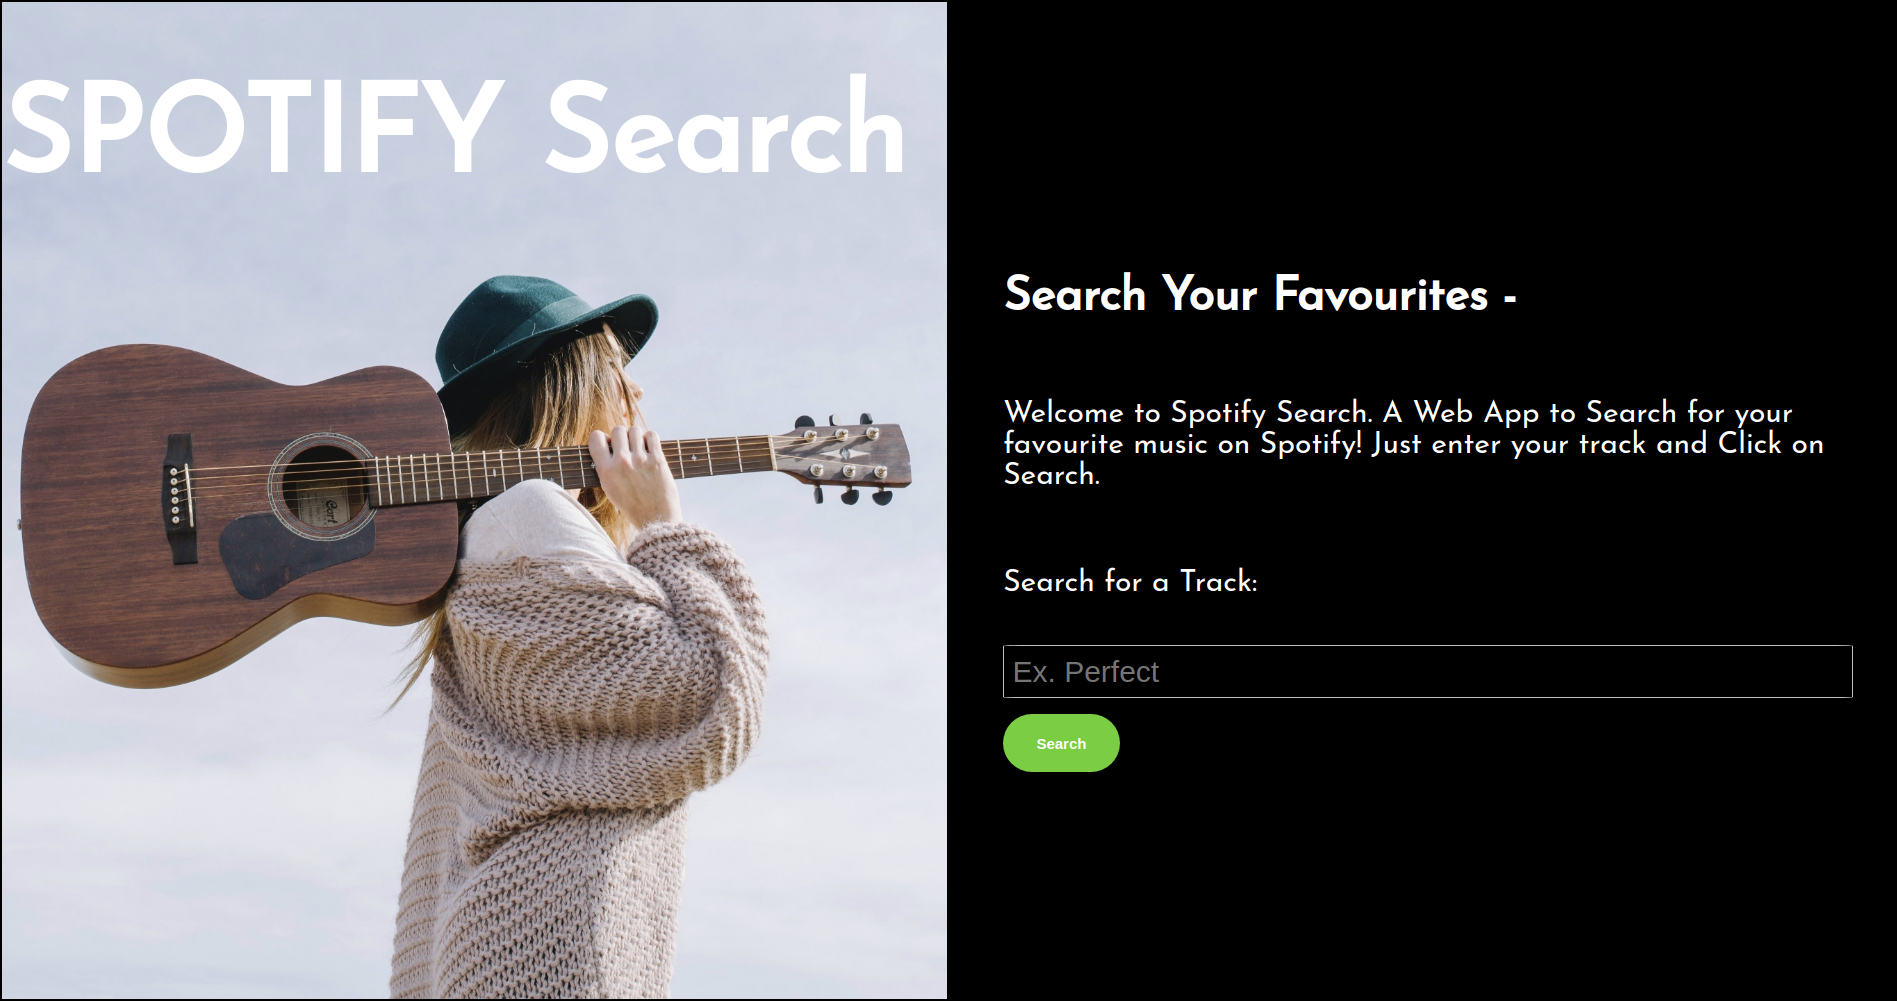 SPOTIFY Search
Search Your Favourites -
Welcome to Spotify Search. A Web App to Search for your
favourite music on Spotify! Just enter your track and Click on
Search.
Search for a Track:
Ex. Perfect
Search
Cort